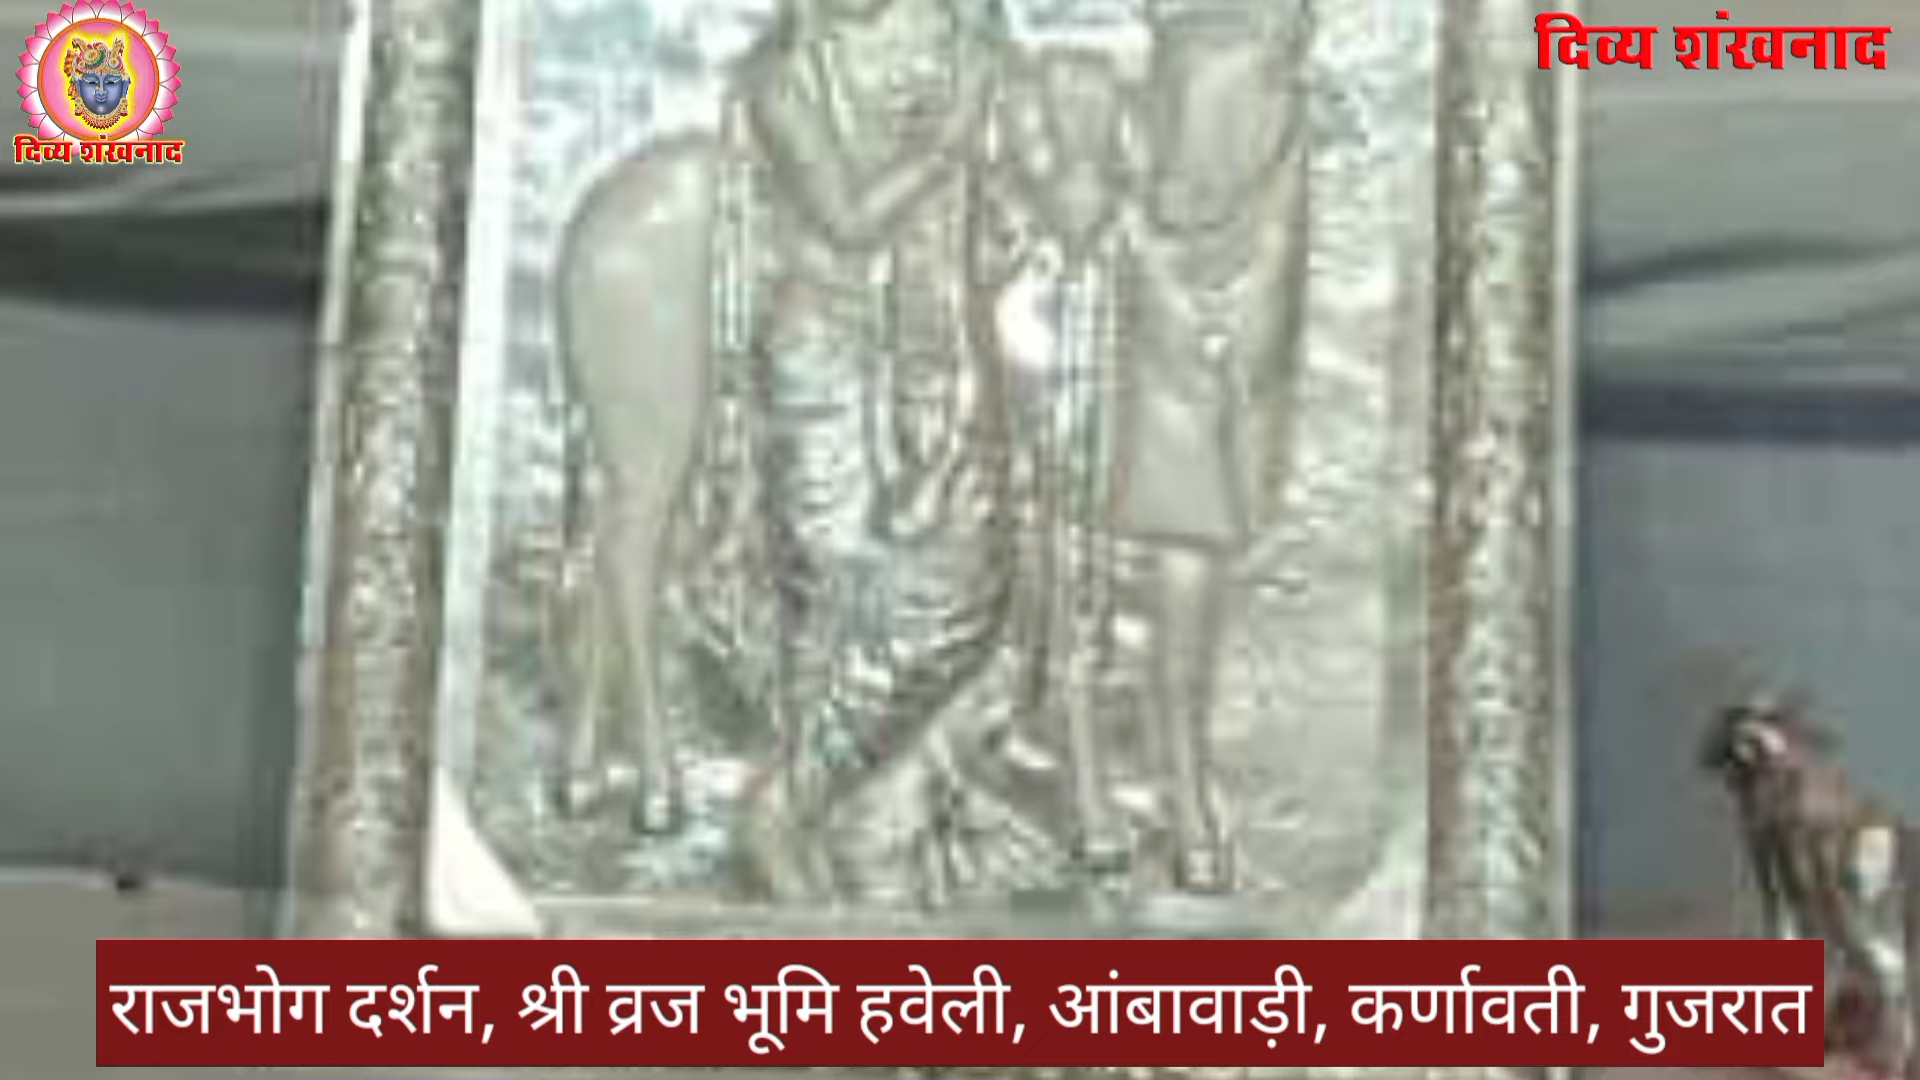 दिव्य शंखनाद
दिव्य शंखनाद
राजभोग दर्शन, श्री व्रज भूमि हवेली, आंबावाड़ी, कर्णावती, गुजरात